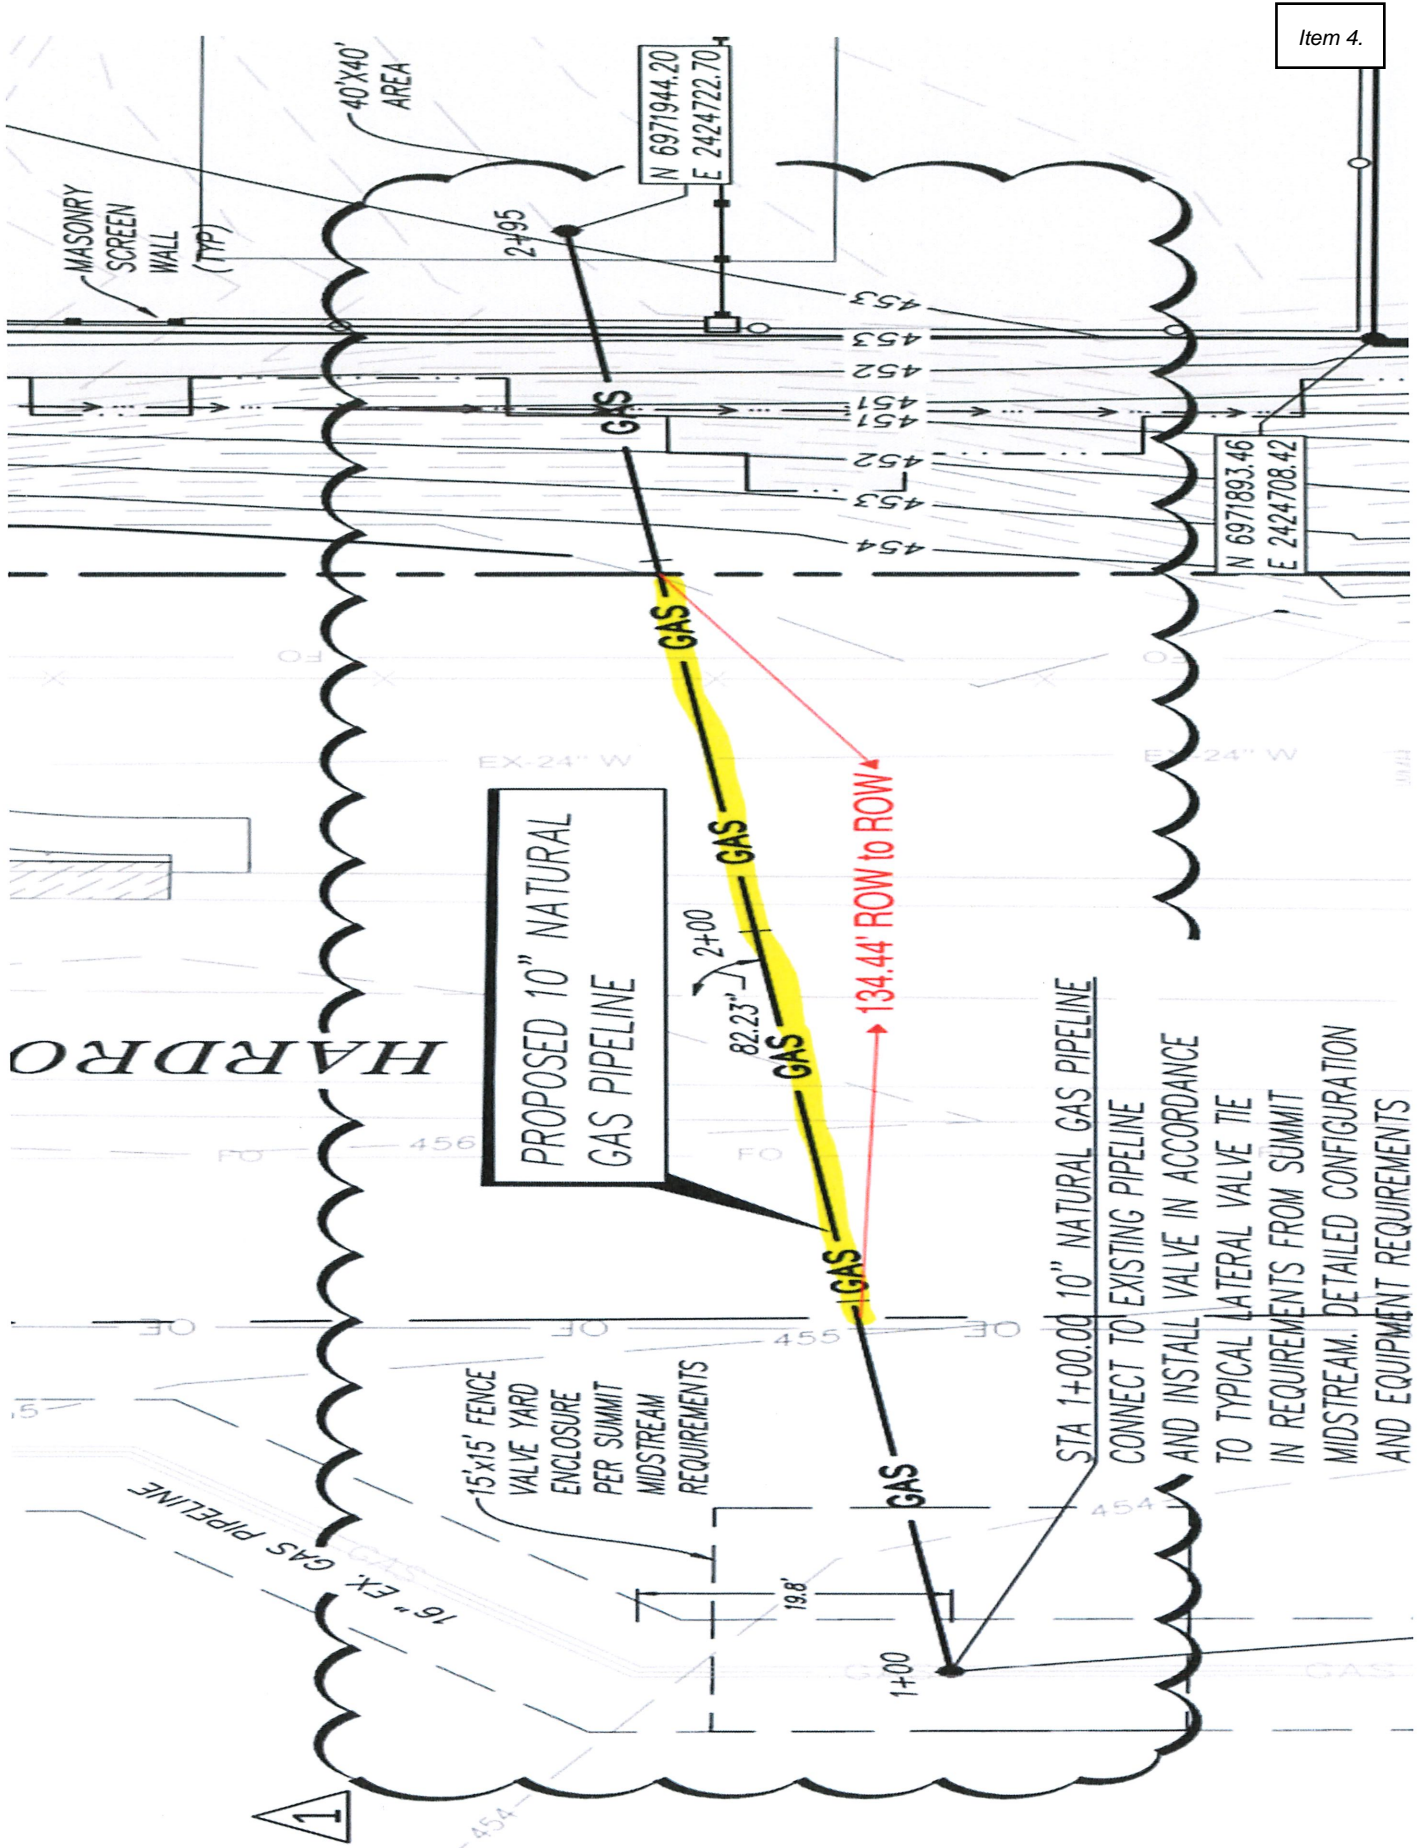 Item 4.
MASONRY
SCREEN
WALL
(TYP)
40'X40'
AREA
N 6971944.20
E 2424722.70
2+95
453
453
452
451
451
452
453
454
GAS
N 6971893.46
E 2424708.42
GAS
FO
FO
EX-24" W
EX-24" W
PROPOSED 10" NATURAL
GAS PIPELINE
GAS
2+00
82.23°
134.44' ROW to ROW
GAS
HARDRO
456
FO
FO
GAS
OE
OE
OE
455
15'x15' FENCE
VALVE YARD
ENCLOSURE
PER SUMMIT
MIDSTREAM
REQUIREMENTS
GAS
STA 1+00.00 10" NATURAL GAS PIPELINE
CONNECT TO EXISTING PIPELINE
AND INSTALL VALVE IN ACCORDANCE
TO TYPICAL LATERAL VALVE TIE
IN REQUIREMENTS FROM SUMMIT
MIDSTREAM. DETAILED CONFIGURATION
AND EQUIPMENT REQUIREMENTS
16" EX. GAS PIPELINE
GAS
454
19.8'
1+00
GAS
GAS
1
454